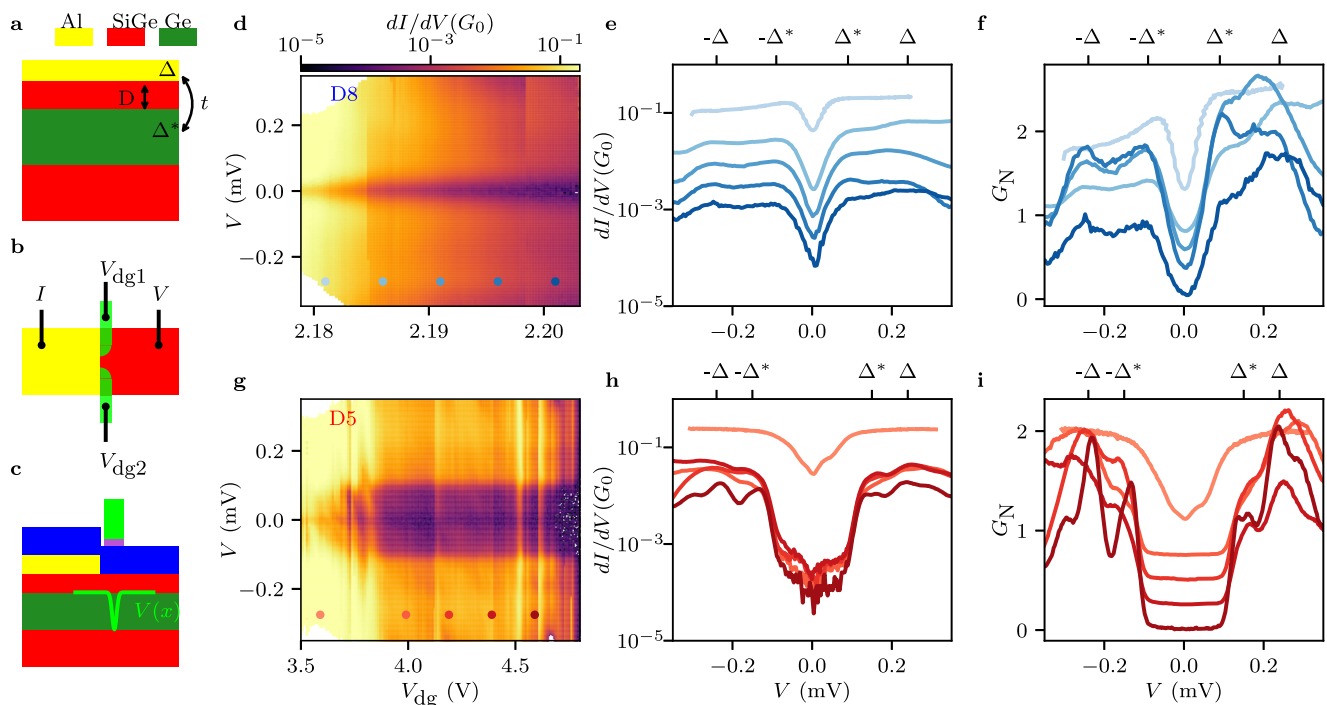 a
Al SiGe Ge
Δ
D
t
Δ*
b
V_dg1
I
V
V_dg2
c
V(x)
d
dI/dV(G_0)
10^−5 10^−3 10^−1
D8
V (mV)
0.2
0.0
−0.2
2.18 2.19 2.20
e
-Δ -Δ* Δ* Δ
dI/dV(G_0)
10^−1
10^−3
10^−5
−0.2 0.0 0.2
f
-Δ -Δ* Δ* Δ
G_N
2
1
0
−0.2 0.0 0.2
g
D5
V (mV)
0.2
0.0
−0.2
3.5 4.0 4.5
V_dg (V)
h
-Δ -Δ* Δ* Δ
dI/dV(G_0)
10^−1
10^−3
10^−5
−0.2 0.0 0.2
V (mV)
i
-Δ -Δ* Δ* Δ
G_N
2
1
0
−0.2 0.0 0.2
V (mV)